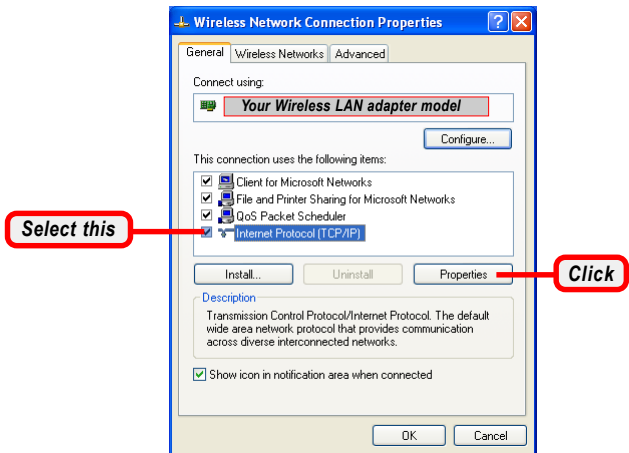 Wireless Network Connection Properties
General Wireless Networks Advanced
Connect using:
Your Wireless LAN adapter model
Configure...
This connection uses the following items:
Client for Microsoft Networks
File and Printer Sharing for Microsoft Networks
QoS Packet Scheduler
Select this
Internet Protocol (TCP/IP)
Install... Uninstall Properties
Click
Description
Transmission Control Protocol/Internet Protocol. The default
wide area network protocol that provides communication
across diverse interconnected networks.
Show icon in notification area when connected
OK Cancel